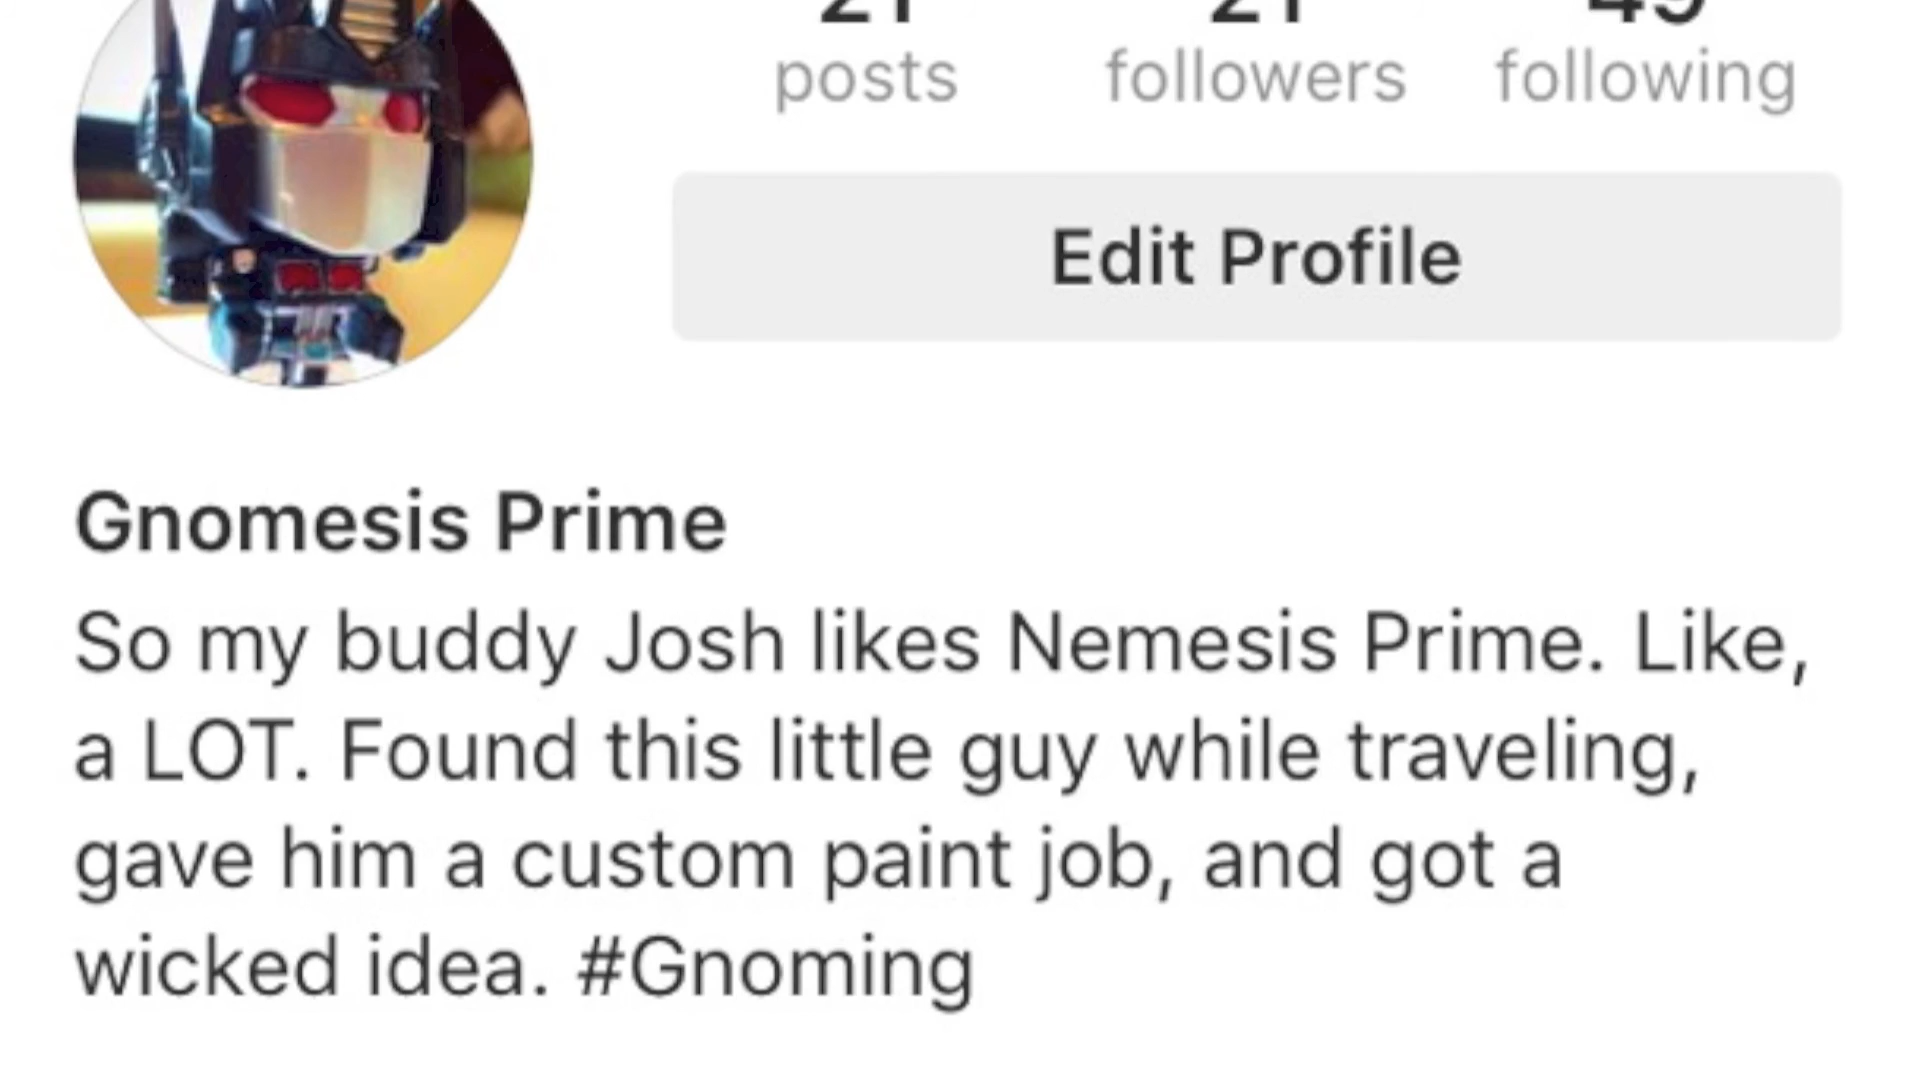 posts followers following
Edit Profile
Gnomesis Prime
So my buddy Josh likes Nemesis Prime. Like,
a LOT. Found this little guy while traveling,
gave him a custom paint job, and got a
wicked idea. #Gnoming